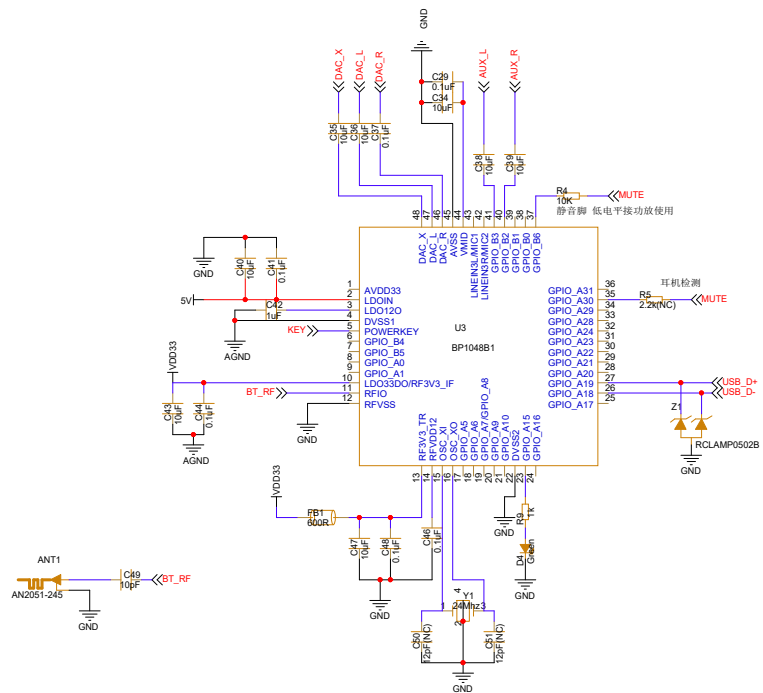 GND
DAC_X
DAC_L
DAC_R
AUX_L
AUX_R
C29
0.1uF
C34
10uF
C35
10uF
C36
10uF
C37
0.1uF
C38
10uF
C39
10uF
R4
10K
MUTE
静音脚 低电平接功放使用
48
47
46
45
44
43
42
41
40
39
38
37
DAC_X
DAC_L
DAC_R
AVSS
VMID
LINEIN3L/MIC1
LINEIN3R/MIC2
GPIO_B3
GPIO_B2
GPIO_B1
GPIO_B0
GPIO_B6
GND
C40
10uF
C41
0.1uF
5V
C42
1uF
AGND
KEY
VDD33
BT_RF
C43
10uF
C44
0.1uF
AGND
GND
1
2
3
4
5
6
7
8
9
10
11
12
AVDD33
LDOIN
LDO12O
DVSS1
POWERKEY
GPIO_B4
GPIO_B5
GPIO_A0
GPIO_A1
LDO33DO/RF3V3_IF
RFIO
RFVSS
U3
BP1048B1
GPIO_A31
GPIO_A30
GPIO_A29
GPIO_A28
GPIO_A24
GPIO_A23
GPIO_A22
GPIO_A21
GPIO_A20
GPIO_A19
GPIO_A18
GPIO_A17
36
35
34
33
32
31
30
29
28
27
26
25
耳机检测
R5
2.2k(NC)
MUTE
USB_D+
USB_D-
Z1
RCLAMP0502B
GND
RF3V3_TR
RFVDD12
OSC_XI
OSC_XO
GPIO_A5
GPIO_A6
GPIO_A7/GPIO_A8
GPIO_A9
GPIO_A10
DVSS2
GPIO_A15
GPIO_A16
13
14
15
16
17
18
19
20
21
22
23
24
VDD33
FB1
600R
C47
10uF
C48
0.1uF
C46
0.1uF
GND
GND
R9
1k
D4
Green
GND
ANT1
AN2051-245
C49
10pF
BT_RF
GND
4
Y1
1
24Mhz
3
2
C50
12pF(NC)
C51
12pF(NC)
GND